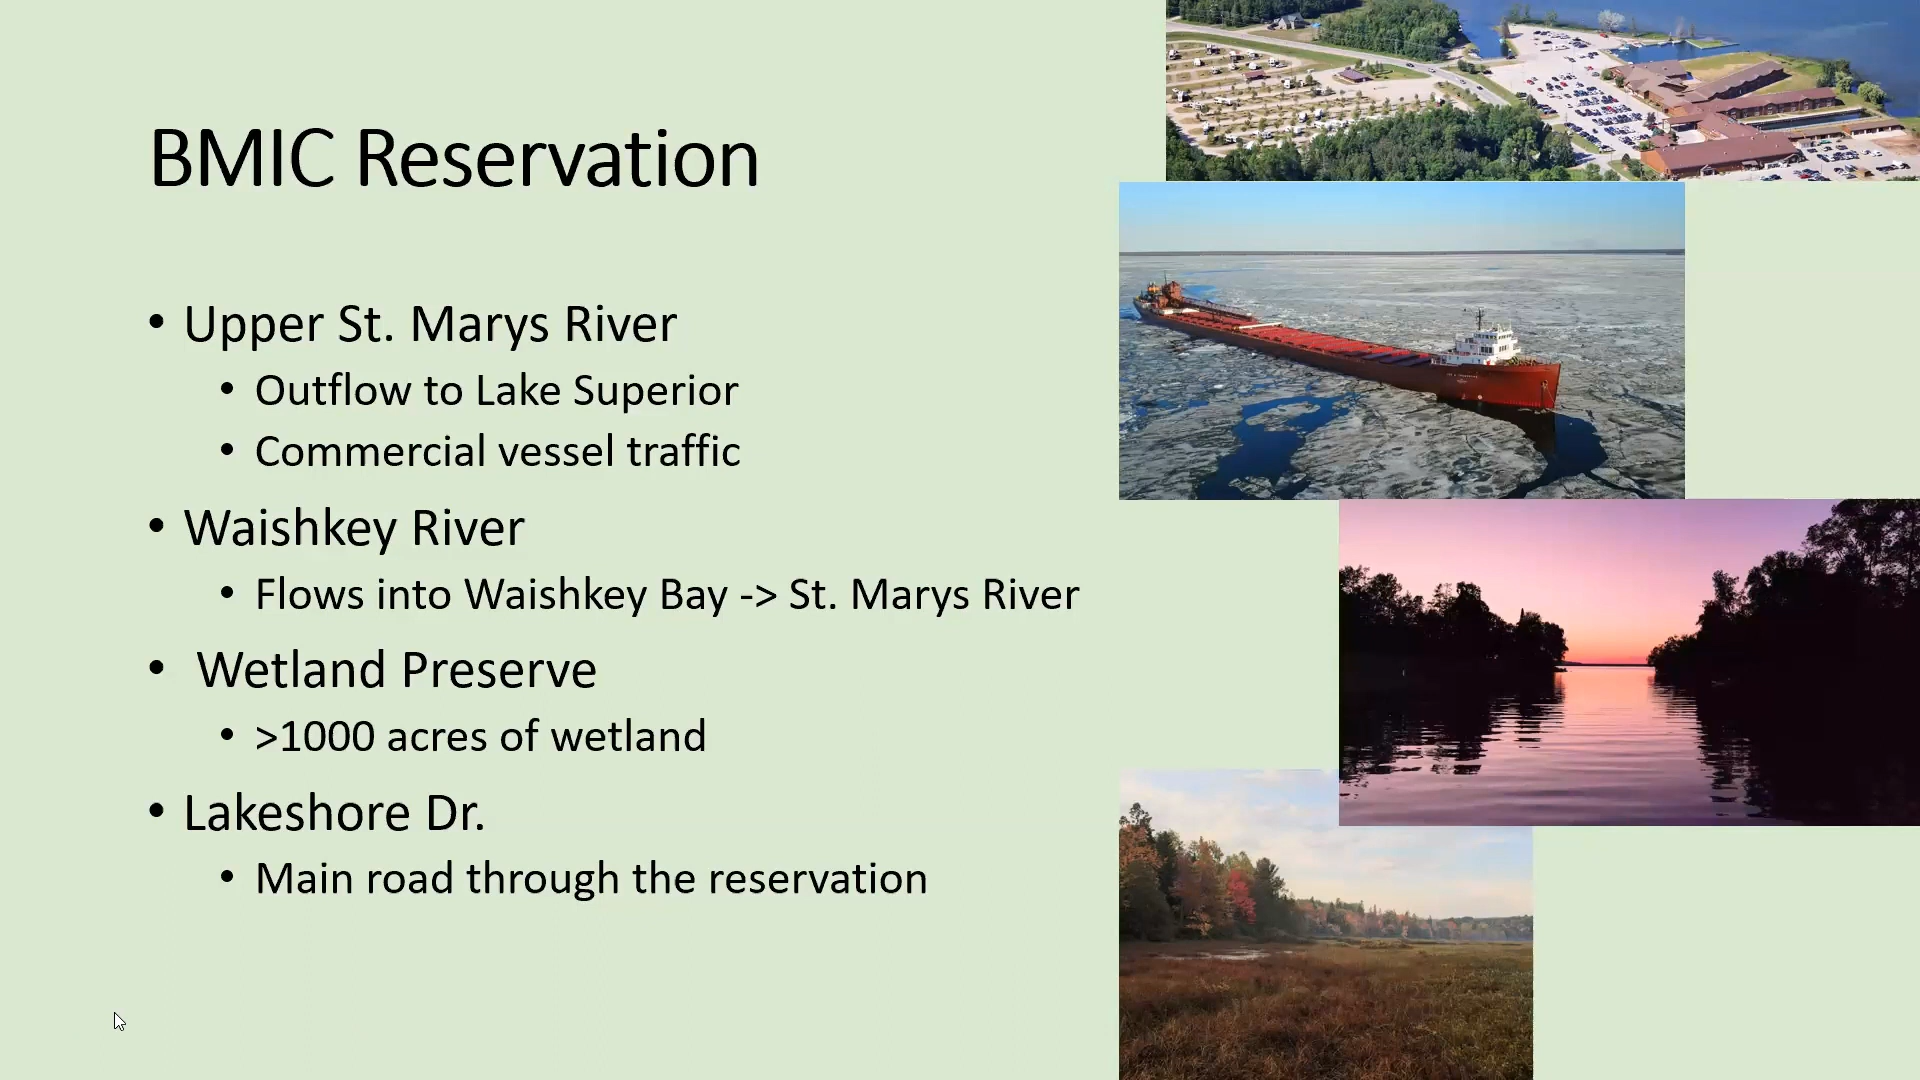 BMIC Reservation
• Upper St. Marys River
• Outflow to Lake Superior
• Commercial vessel traffic
• Waishkey River
• Flows into Waishkey Bay -> St. Marys River
• Wetland Preserve
• >1000 acres of wetland
• Lakeshore Dr.
• Main road through the reservation